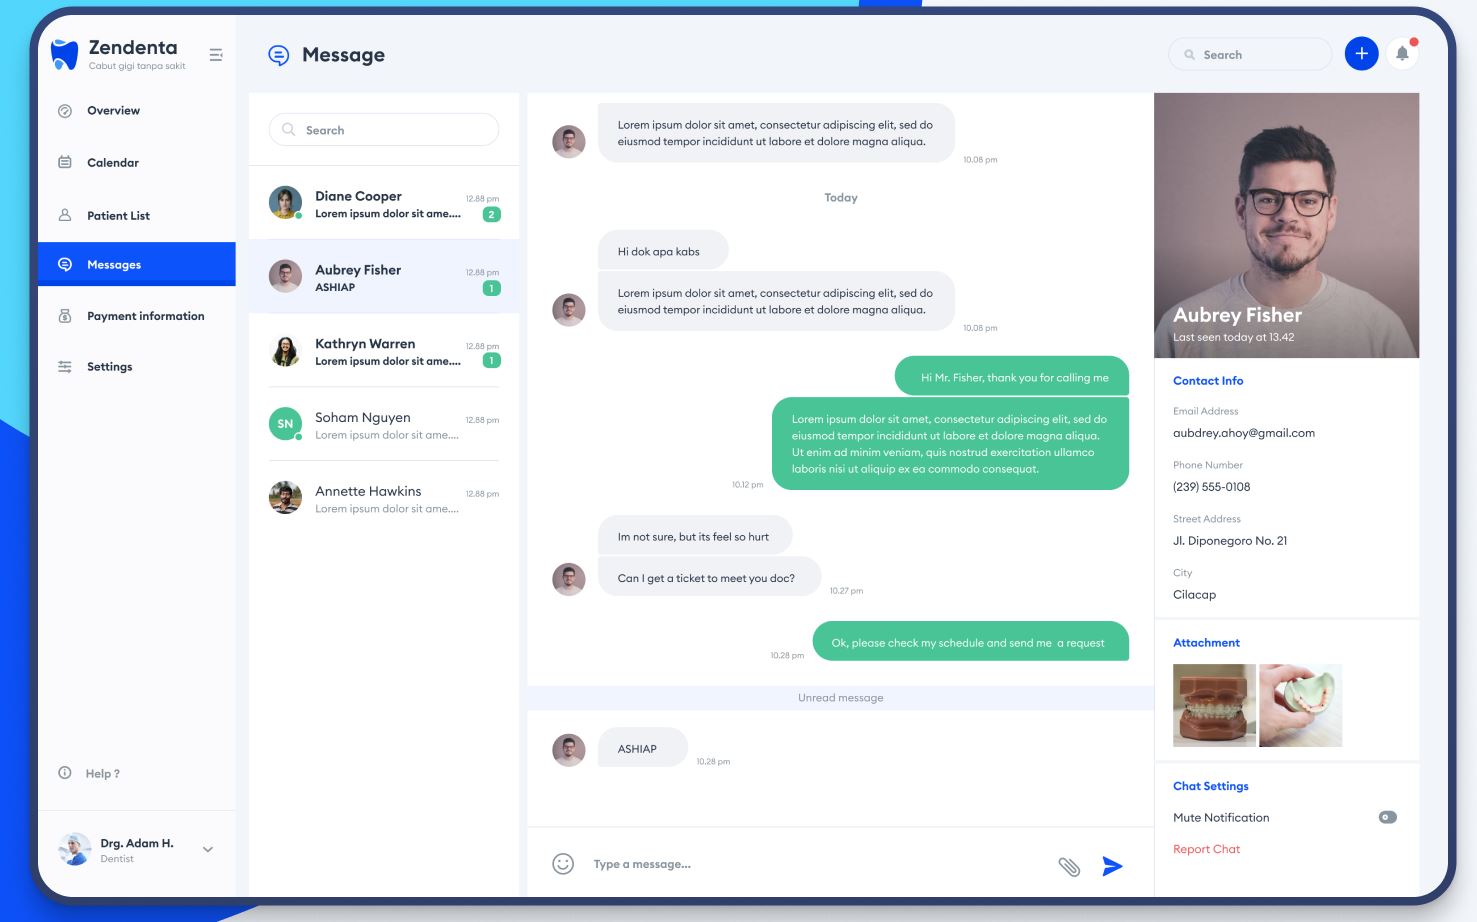 Zendenta
Cabut gigi tanpa sakit
Overview
Calendar
Patient List
Messages
Payment information
Settings
Help ?
Drg. Adam H.
Dentist
Message
Search
Search
Diane Cooper
12.88 pm
Lorem ipsum dolor sit ame....
2
Aubrey Fisher
12.88 pm
ASHIAP
1
Kathryn Warren
12.88 pm
Lorem ipsum dolor sit ame....
1
SN
Soham Nguyen
12.88 pm
Lorem ipsum dolor sit ame....
Annette Hawkins
12.88 pm
Lorem ipsum dolor sit ame....
Lorem ipsum dolor sit amet, consectetur adipiscing elit, sed do
eiusmod tempor incididunt ut labore et dolore magna aliqua.
10.08 pm
Today
Hi dok apa kabs
Lorem ipsum dolor sit amet, consectetur adipiscing elit, sed do
eiusmod tempor incididunt ut labore et dolore magna aliqua.
10.08 pm
Hi Mr. Fisher, thank you for calling me
Lorem ipsum dolor sit amet, consectetur adipiscing elit, sed do
eiusmod tempor incididunt ut labore et dolore magna aliqua.
Ut enim ad minim veniam, quis nostrud exercitation ullamco
laboris nisi ut aliquip ex ea commodo consequat.
10.12 pm
Im not sure, but its feel so hurt
Can I get a ticket to meet you doc?
10.27 pm
Ok, please check my schedule and send me  a request
10.28 pm
Unread message
ASHIAP
10.28 pm
Type a message...
Aubrey Fisher
Last seen today at 13.42
Contact Info
Email Address
aubdrey.ahoy@gmail.com
Phone Number
(239) 555-0108
Street Address
Jl. Diponegoro No. 21
City
Cilacap
Attachment
Chat Settings
Mute Notification
Report Chat